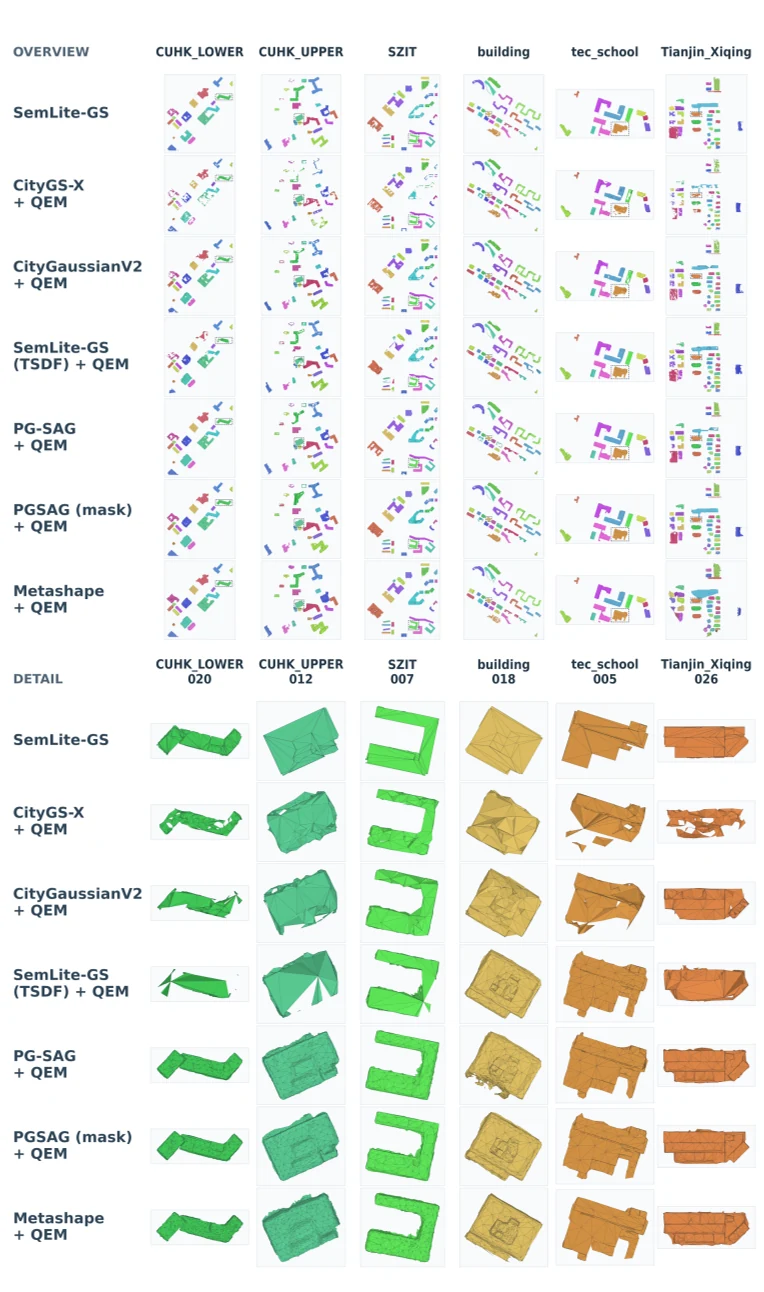 OVERVIEW CUHK_LOWER CUHK_UPPER SZIT building tec_school Tianjin_Xiqing
SemLite-GS
CityGS-X
+ QEM
CityGaussianV2
+ QEM
SemLite-GS
(TSDF) + QEM
PG-SAG
+ QEM
PGSAG (mask)
+ QEM
Metashape
+ QEM
CUHK_LOWER CUHK_UPPER SZIT building tec_school Tianjin_Xiqing
DETAIL 020 012 007 018 005 026
SemLite-GS
CityGS-X
+ QEM
CityGaussianV2
+ QEM
SemLite-GS
(TSDF) + QEM
PG-SAG
+ QEM
PGSAG (mask)
+ QEM
Metashape
+ QEM